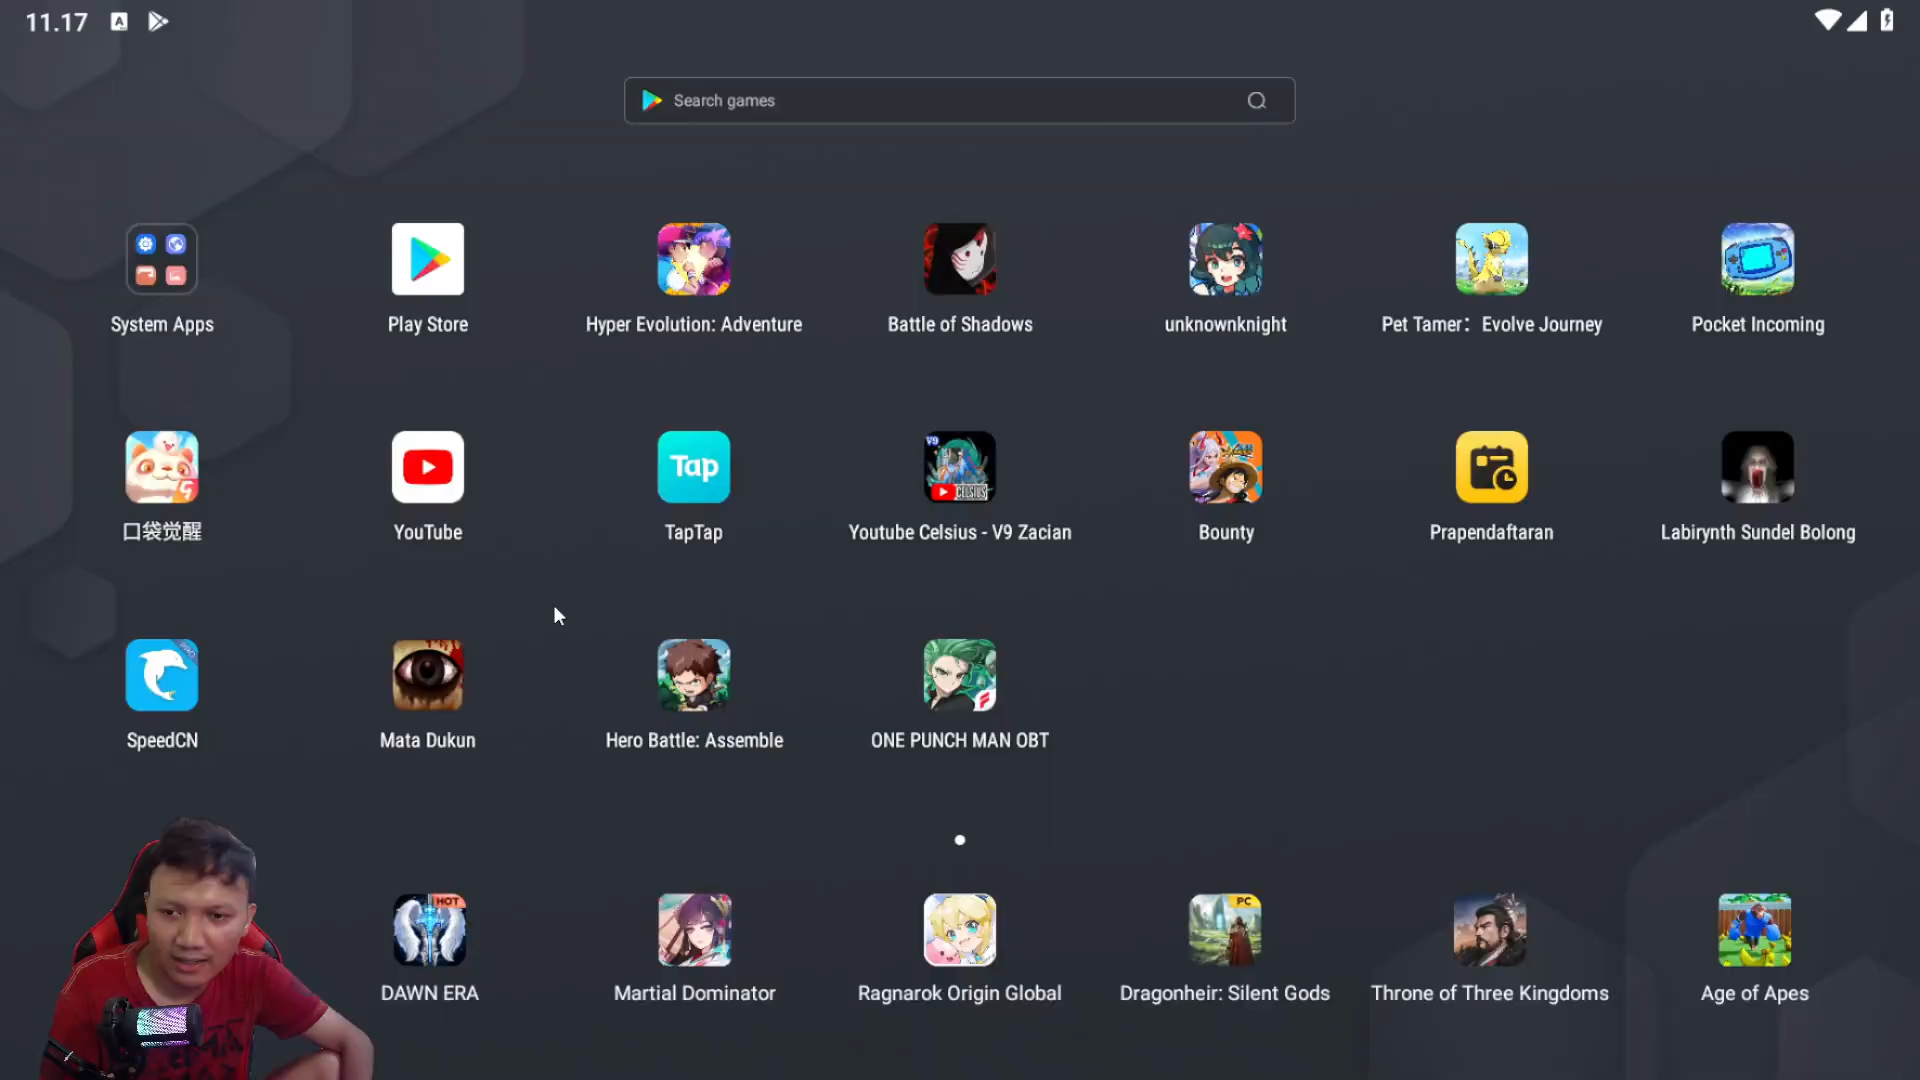 11.17
A
Search games
System Apps
Play Store
Hyper Evolution: Adventure
Battle of Shadows
unknownknight
Pet Tamer：Evolve Journey
Pocket Incoming
V9
Tap
CELSIUS
口袋觉醒
YouTube
TapTap
Youtube Celsius - V9 Zacian
Bounty
Prapendaftaran
Labirynth Sundel Bolong
SpeedCN
Mata Dukun
Hero Battle: Assemble
ONE PUNCH MAN OBT
HOT
PC
DAWN ERA
Martial Dominator
Ragnarok Origin Global
Dragonheir: Silent Gods
Throne of Three Kingdoms
Age of Apes